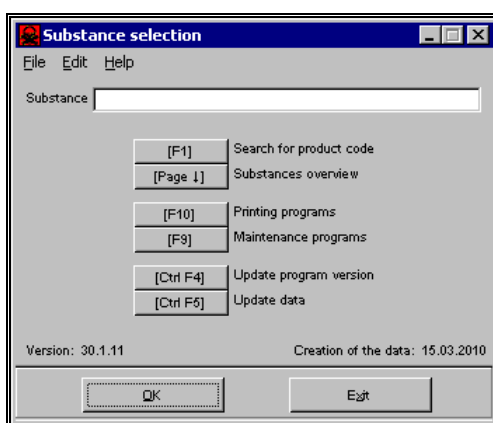 Substance selection
File Edit Help
Substance
[F1] Search for product code
[Page ↓] Substances overview
[F10] Printing programs
[F9] Maintenance programs
[Ctrl F4] Update program version
[Ctrl F5] Update data
Version: 30.1.11 Creation of the data: 15.03.2010
OK Exit